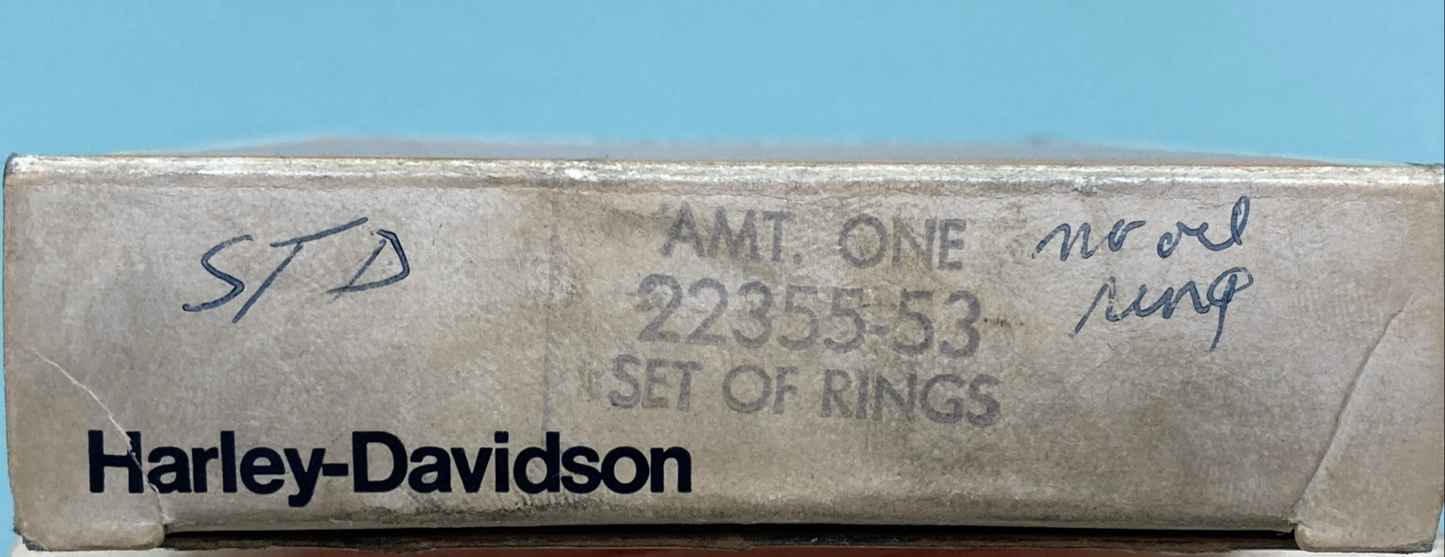 STD
AMT. ONE
22355-53
SET OF RINGS
no oil
ring
Harley-Davidson